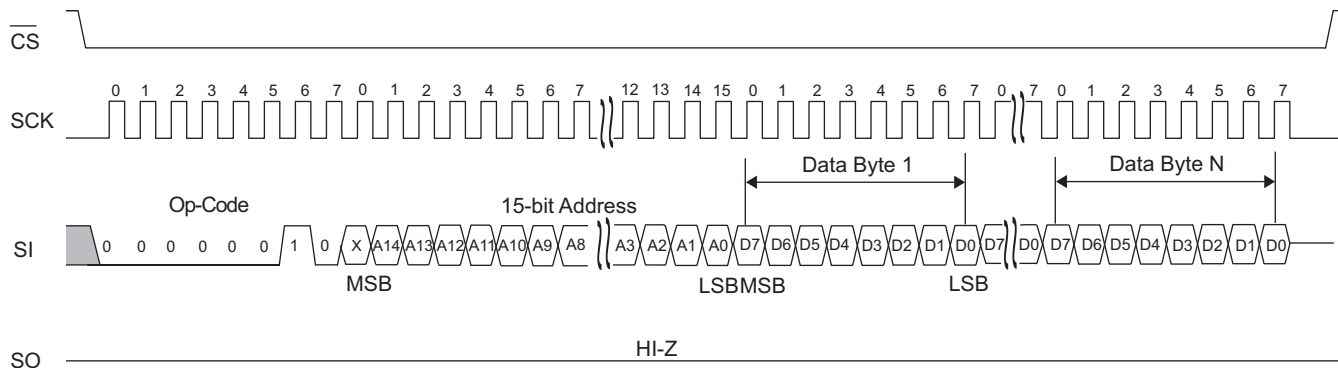 CS
0 1 2 3 4 5 6 7 0 1 2 3 4 5 6 7 12 13 14 15 0 1 2 3 4 5 6 7 0 7 0 1 2 3 4 5 6 7
SCK
Data Byte 1 Data Byte N
Op-Code 15-bit Address
SI 0 0 0 0 0 0 1 0 X A14 A13 A12 A11 A10 A9 A8 A3 A2 A1 A0 D7 D6 D5 D4 D3 D2 D1 D0 D7 D0 D7 D6 D5 D4 D3 D2 D1 D0
MSB LSB MSB LSB
HI-Z
SO